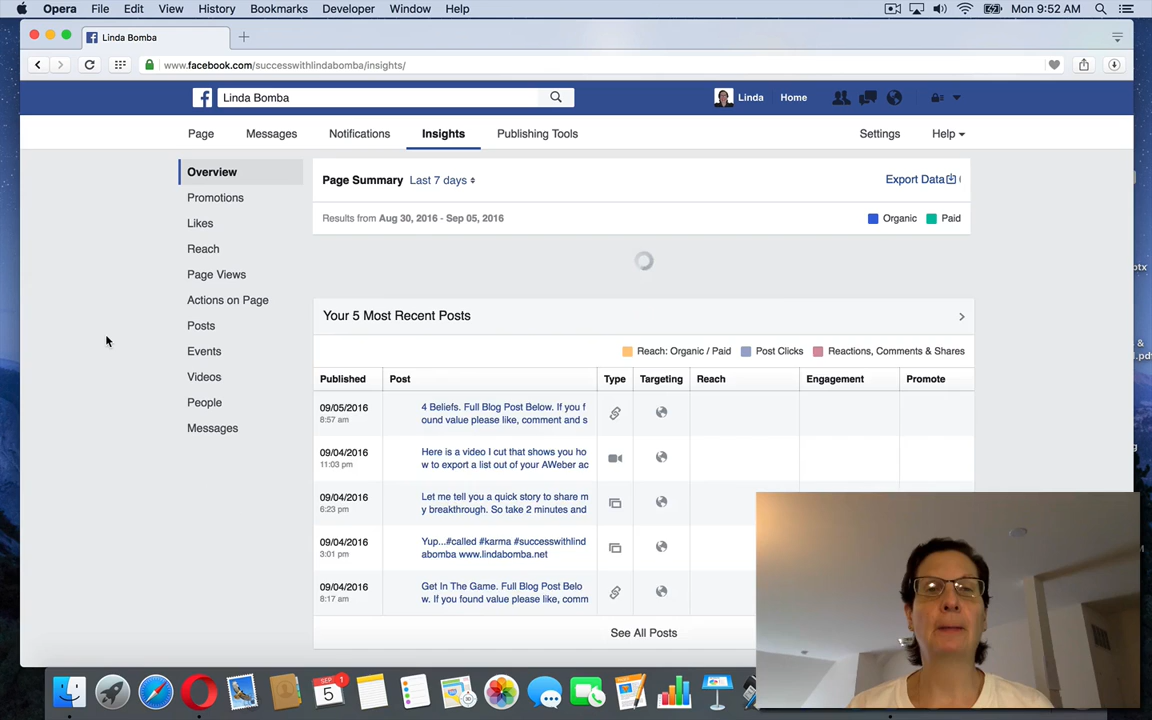 Opera File Edit View History Bookmarks Developer Window Help Mon 9:52 AM
Linda Bomba
www.facebook.com/successwithlindabomba/insights/
Linda Bomba Linda Home
Page Messages Notifications Insights Publishing Tools Settings Help
Overview
Promotions
Likes
Reach
Page Views
Actions on Page
Posts
Events
Videos
People
Messages
Page Summary Last 7 days Export Data
Results from Aug 30, 2016 - Sep 05, 2016 Organic Paid
Your 5 Most Recent Posts
Reach: Organic / Paid Post Clicks Reactions, Comments & Shares
Published Post Type Targeting Reach Engagement Promote
09/05/2016 4 Beliefs. Full Blog Post Below. If you f
8:57 am ound value please like, comment and s
09/04/2016 Here is a video I cut that shows you ho
11:03 pm w to export a list out of your AWeber ac
09/04/2016 Let me tell you a quick story to share m
6:23 pm y breakthrough. So take 2 minutes and
09/04/2016 Yup...#called #karma #successwithlind
3:01 pm abomba www.lindabomba.net
09/04/2016 Get In The Game. Full Blog Post Belo
8:17 am w. If you found value please like, comm
See All Posts
ptx
&
l.pdf
SEP
5
1